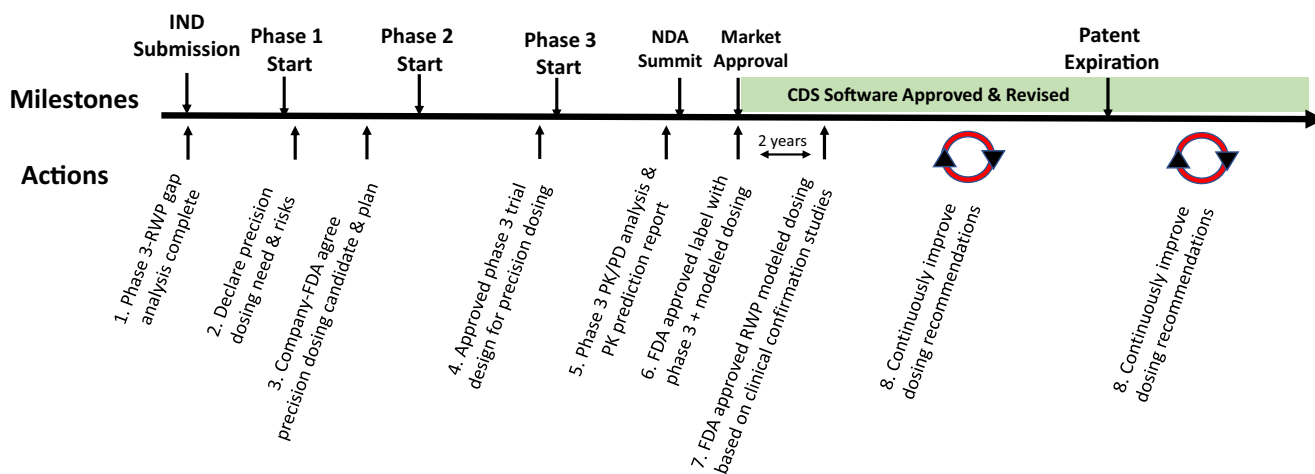 IND
Submission
Phase 1
Start
Phase 2
Start
Phase 3
Start
NDA
Summit
Market
Approval
Patent
Expiration
Milestones
CDS Software Approved & Revised
2 years
Actions
1. Phase 3-RWP gap
analysis complete
2. Declare precision
dosing need & risks
3. Company-FDA agree
precision dosing candidate & plan
4. Approved phase 3 trial
design for precision dosing
5. Phase 3 PK/PD analysis &
PK prediction report
6. FDA approved label with
phase 3 + modeled dosing
7. FDA approved RWP modeled dosing
based on clinical confirmation studies
8. Continuously improve
dosing recommendations
8. Continuously improve
dosing recommendations